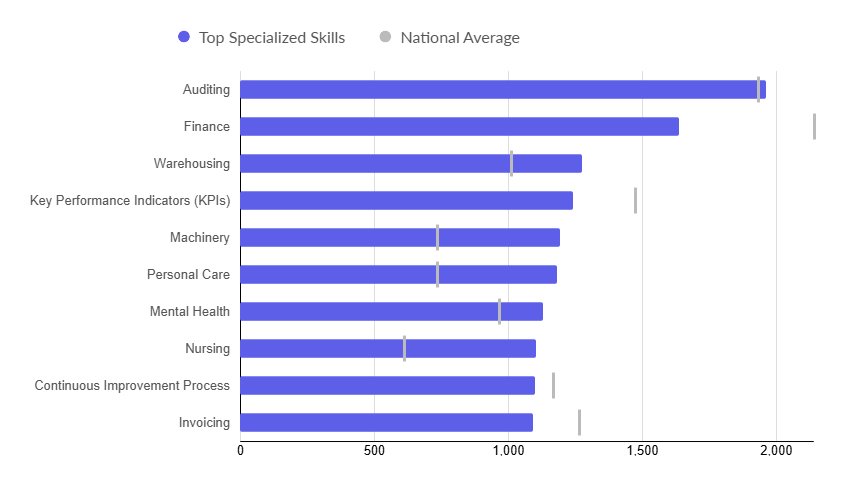 Top Specialized Skills National Average
Auditing
Finance
Warehousing
Key Performance Indicators (KPIs)
Machinery
Personal Care
Mental Health
Nursing
Continuous Improvement Process
Invoicing
0 500 1,000 1,500 2,000